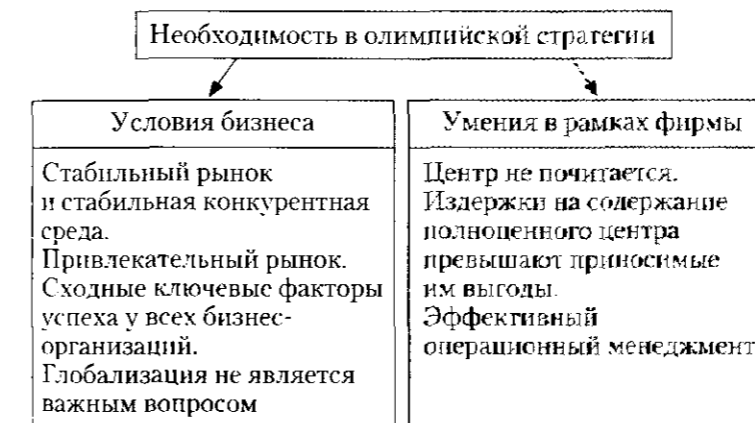 Необходимость в олимпийской стратегии
Условия бизнеса
Стабильный рынок
и стабильная конкурентная
среда.
Привлекательный рынок.
Сходные ключевые факторы
успеха у всех бизнес-
организаций.
Глобализация не является
важным вопросом
Умения в рамках фирмы
Центр не почитается.
Издержки на содержание
полноценного центра
превышают приносимые
им выгоды.
Эффективный
операционный менеджмент